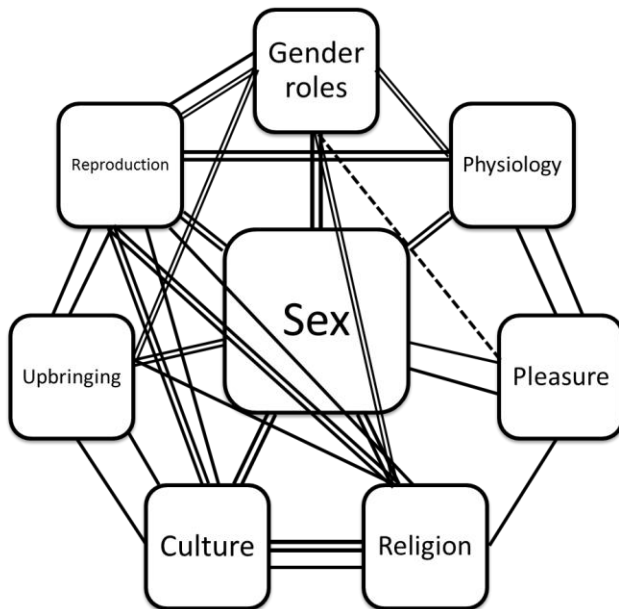 Gender
roles
Reproduction
Physiology
Sex
Upbringing
Pleasure
Culture
Religion